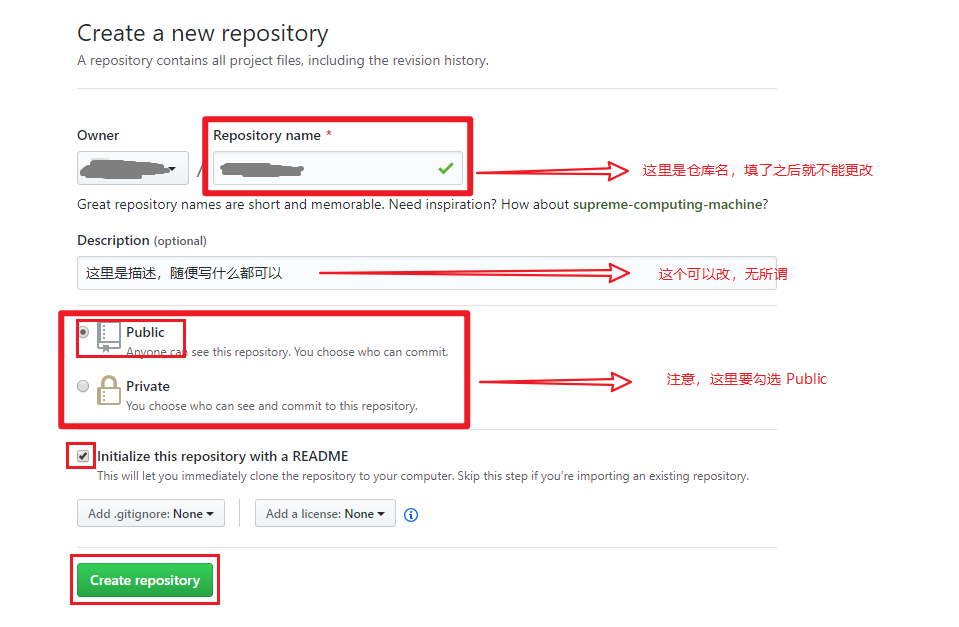 Create a new repository
A repository contains all project files, including the revision history.
Owner
Repository name *
/
这里是仓库名，填了之后就不能更改
Great repository names are short and memorable. Need inspiration? How about supreme-computing-machine?
Description (optional)
这里是描述，随便写什么都可以
这个可以改，无所谓
Public
Anyone can see this repository. You choose who can commit.
注意，这里要勾选 Public
Private
You choose who can see and commit to this repository.
Initialize this repository with a README
This will let you immediately clone the repository to your computer. Skip this step if you’re importing an existing repository.
Add .gitignore: None
Add a license: None
Create repository